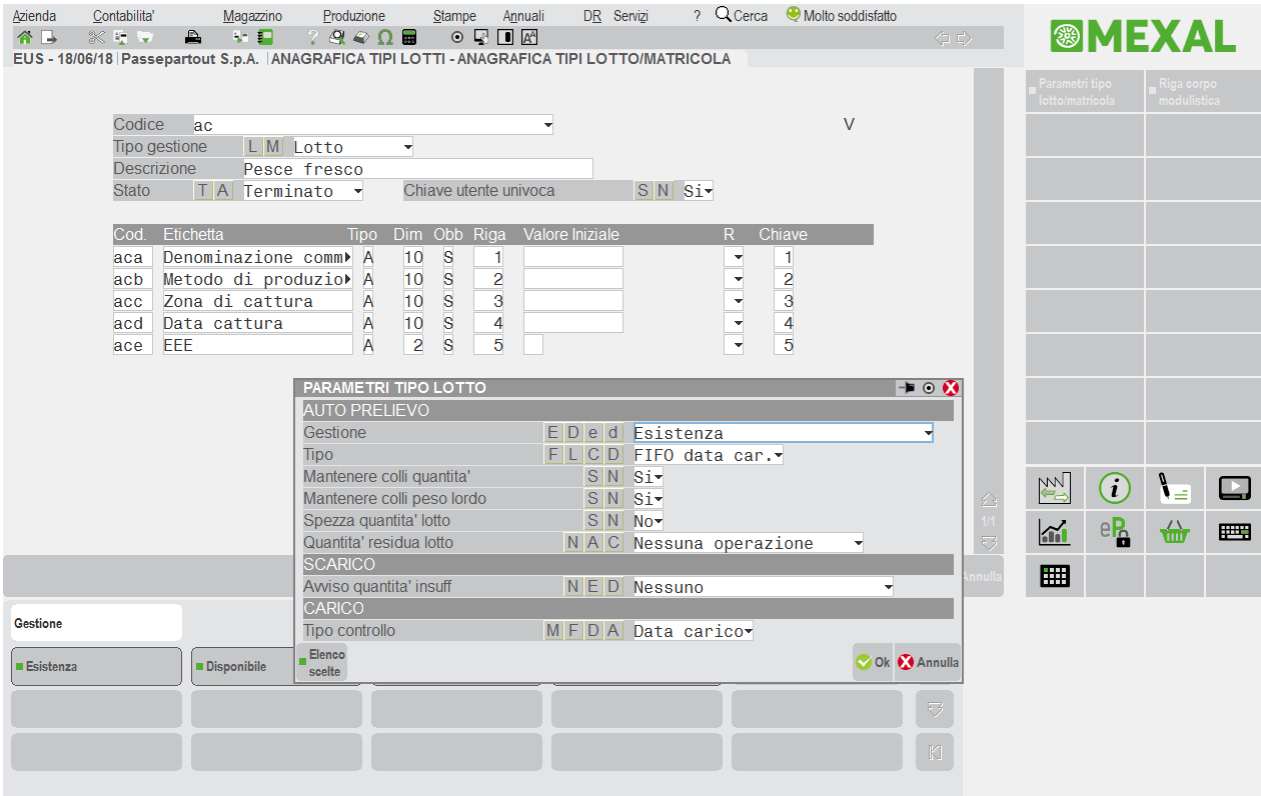 Azienda Contabilita' Magazzino Produzione Stampe Annuali DR Servizi ? Cerca Molto soddisfatto
EUS - 18/06/18 | Passepartout S.p.A. | ANAGRAFICA TIPI LOTTI - ANAGRAFICA TIPI LOTTO/MATRICOLA
MEXAL
Parametri tipo lotto/matricola
Riga corpo modulistica
Codice ac V
Tipo gestione L M Lotto
Descrizione Pesce fresco
Stato T A Terminato Chiave utente univoca S N Si
Cod. Etichetta Tipo Dim Obb Riga Valore Iniziale R Chiave
aca Denominazione comm A 10 S 1 1
acb Metodo di produzio A 10 S 2 2
acc Zona di cattura A 10 S 3 3
acd Data cattura A 10 S 4 4
ace EEE A 2 S 5 5
PARAMETRI TIPO LOTTO
AUTO PRELIEVO
Gestione E D e d Esistenza
Tipo F L C D FIFO data car.
Mantenere colli quantita' S N Si
Mantenere colli peso lordo S N Si
Spezza quantita' lotto S N No
Quantita' residua lotto N A C Nessuna operazione
SCARICO
Avviso quantita' insuff N E D Nessuno
CARICO
Tipo controllo M F D A Data carico
Elenco scelte Ok Annulla
1/1
Annulla
Gestione
Esistenza Disponibile